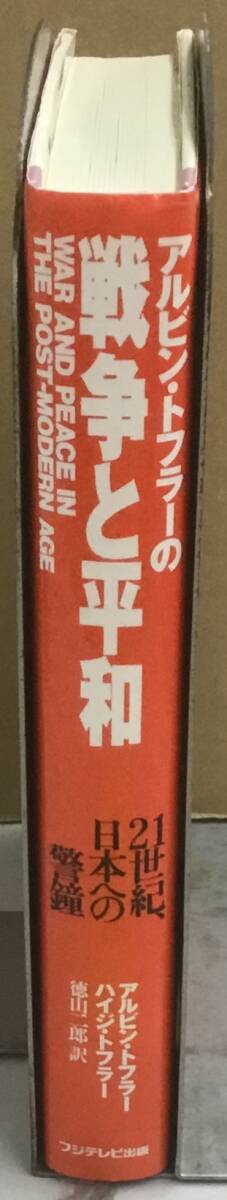 アルビン・トフラーの
戦争と平和
WAR AND PEACE IN
THE POST-MODERN AGE
21世紀、
日本への
警鐘
アルビン・トフラー
ハイジ・トフラー
徳山二郎 訳
フジテレビ出版